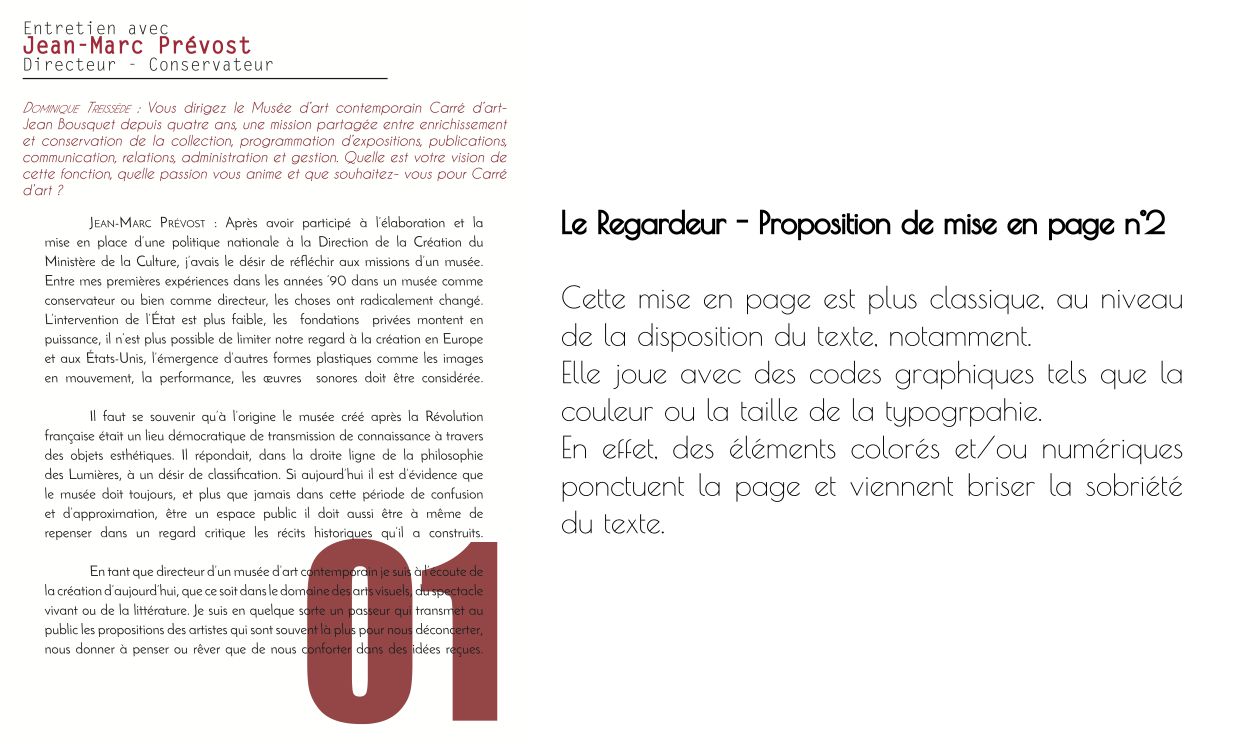 Entretien avec
Jean-Marc Prévost
Directeur - Conservateur
Dominique Treissède : Vous dirigez le Musée d'art contemporain Carré d'art-
Jean Bousquet depuis quatre ans, une mission partagée entre enrichissement
et conservation de la collection, programmation d'expositions, publications,
communication, relations, administration et gestion. Quelle est votre vision de
cette fonction, quelle passion vous anime et que souhaitez- vous pour Carré
d'art ?
Jean-Marc Prévost : Après avoir participé à l'élaboration et la
mise en place d'une politique nationale à la Direction de la Création du
Ministère de la Culture, j'avais le désir de réfléchir aux missions d'un musée.
Entre mes premières expériences dans les années '90 dans un musée comme
conservateur ou bien comme directeur, les choses ont radicalement changé.
L'intervention de l'État est plus faible, les fondations privées montent en
puissance, il n'est plus possible de limiter notre regard à la création en Europe
et aux États-Unis, l'émergence d'autres formes plastiques comme les images
en mouvement, la performance, les œuvres sonores doit être considérée.
Il faut se souvenir qu'à l'origine le musée créé après la Révolution
française était un lieu démocratique de transmission de connaissance à travers
des objets esthétiques. Il répondait, dans la droite ligne de la philosophie
des Lumières, à un désir de classification. Si aujourd'hui il est d'évidence que
le musée doit toujours, et plus que jamais dans cette période de confusion
et d'approximation, être un espace public il doit aussi être à même de
repenser dans un regard critique les récits historiques qu'il a construits.
En tant que directeur d'un musée d'art contemporain je suis à l'écoute de
la création d'aujourd'hui, que ce soit dans le domaine des arts visuels, du spectacle
vivant ou de la littérature. Je suis en quelque sorte un passeur qui transmet au
public les propositions des artistes qui sont souvent là plus pour nous déconcerter,
nous donner à penser ou rêver que de nous conforter dans des idées reçues.
01
Le Regardeur - Proposition de mise en page n°2
Cette mise en page est plus classique, au niveau
de la disposition du texte, notamment.
Elle joue avec des codes graphiques tels que la
couleur ou la taille de la typogrpahie.
En effet, des éléments colorés et/ou numériques
ponctuent la page et viennent briser la sobriété
du texte.